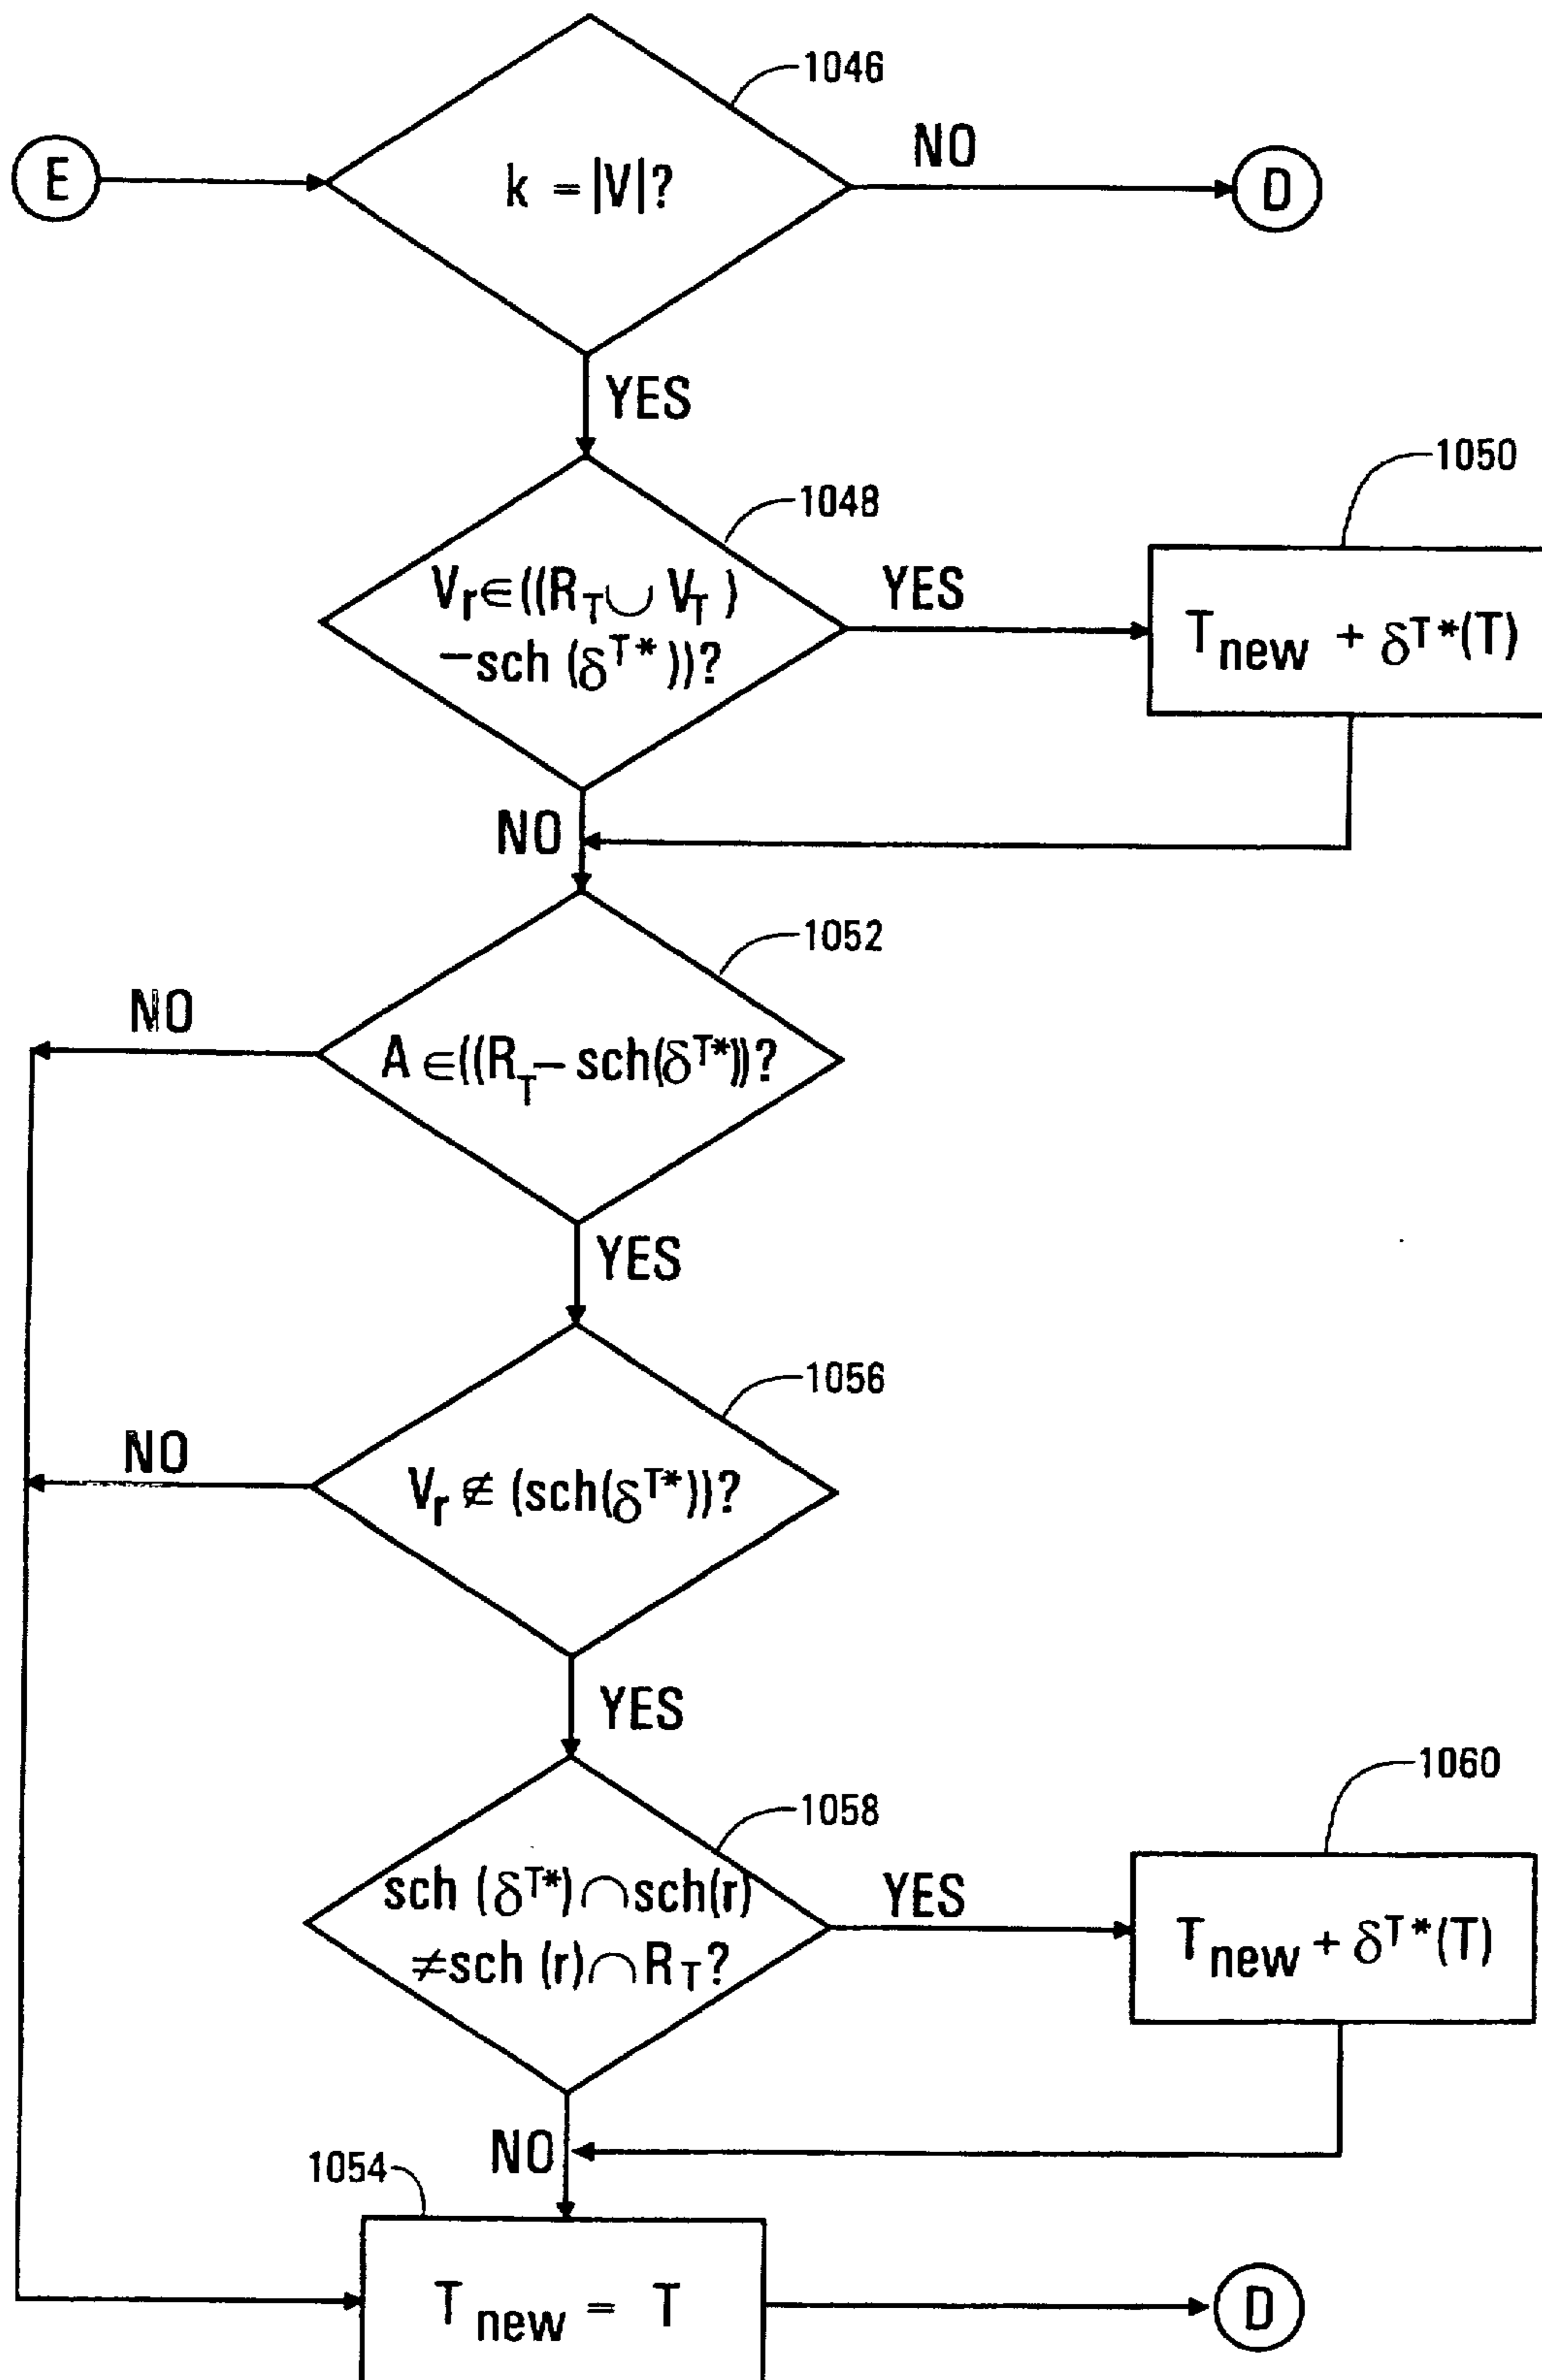 1046
E
k = |V|?
NO
D
YES
1048
1050
V_r ∈ ((R_T ∪ V_T)
−sch (δ^T*))?
YES
T_new + δ^T*(T)
NO
1052
NO
A ∈ ((R_T − sch(δ^T*))?
YES
1056
NO
V_r ∉ (sch(δ^T*))?
YES
1058
1060
sch (δ^T*) ∩ sch(r)
≠ sch (r) ∩ R_T?
YES
T_new + δ^T*(T)
NO
1054
T_new = T
D